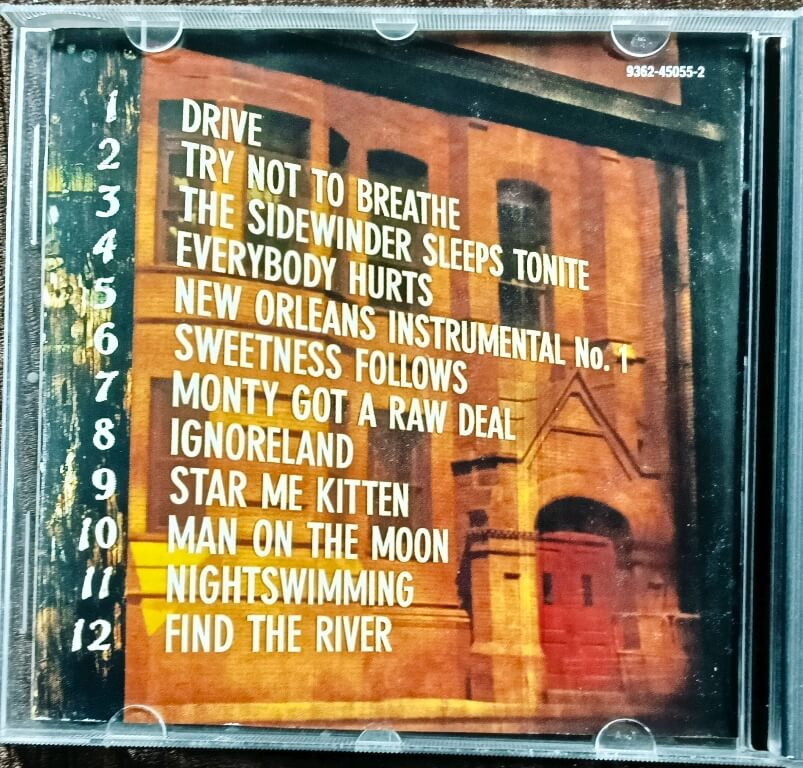 9362-45055-2
1 DRIVE
2 TRY NOT TO BREATHE
3 THE SIDEWINDER SLEEPS TONITE
4 EVERYBODY HURTS
5 NEW ORLEANS INSTRUMENTAL No. 1
6 SWEETNESS FOLLOWS
7 MONTY GOT A RAW DEAL
8 IGNORELAND
9 STAR ME KITTEN
10 MAN ON THE MOON
11 NIGHTSWIMMING
12 FIND THE RIVER